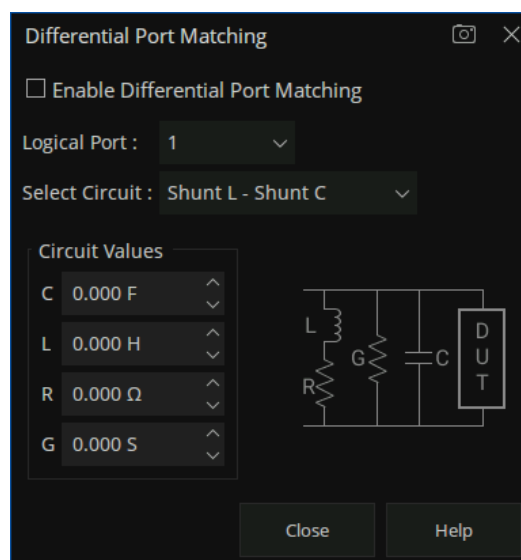 Differential Port Matching
Enable Differential Port Matching
Logical Port : 1
Select Circuit : Shunt L - Shunt C
Circuit Values
C 0.000 F
L 0.000 H
R 0.000 Ω
G 0.000 S
L
R
G
C
DUT
Close Help